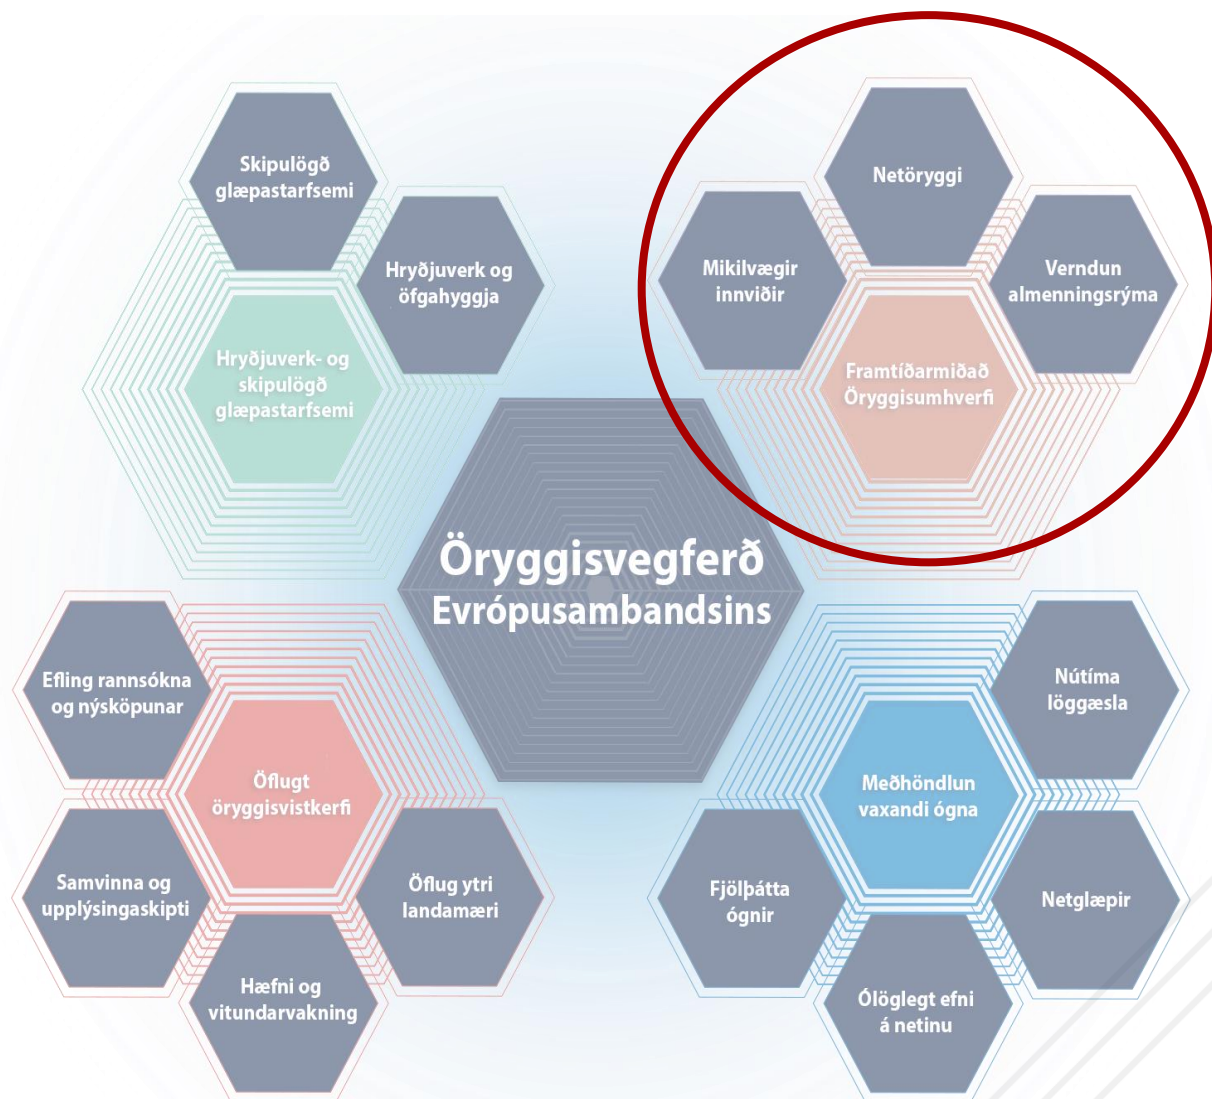 Skipulögð
glæpastarfsemi
Hryðjuverk og
öfgahyggja
Hryðjuverk- og
skipulögð
glæpastarfsemi
Netöryggi
Mikilvægir
innviðir
Verndun
almenningsrýma
Framtíðarmiðað
Öryggisumhverfi
Öryggisvegferð
Evrópusambandsins
Efling rannsókna
og nýsköpunar
Öflugt
öryggisvistkerfi
Samvinna og
upplýsingaskipti
Öflug ytri
landamæri
Hæfni og
vitundarvakning
Nútíma
löggæsla
Meðhöndlun
vaxandi ógna
Fjölþátta
ógnir
Netglæpir
Ólöglegt efni
á netinu